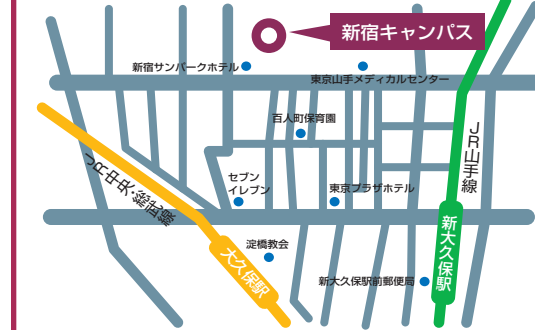 新宿キャンパス
新宿サンパークホテル
東京山手メディカルセンター
百人町保育園
JR山手線
JR中央・総武線
セブン
イレブン
東京プラザホテル
淀橋教会
大久保駅
新大久保駅
新大久保駅前郵便局